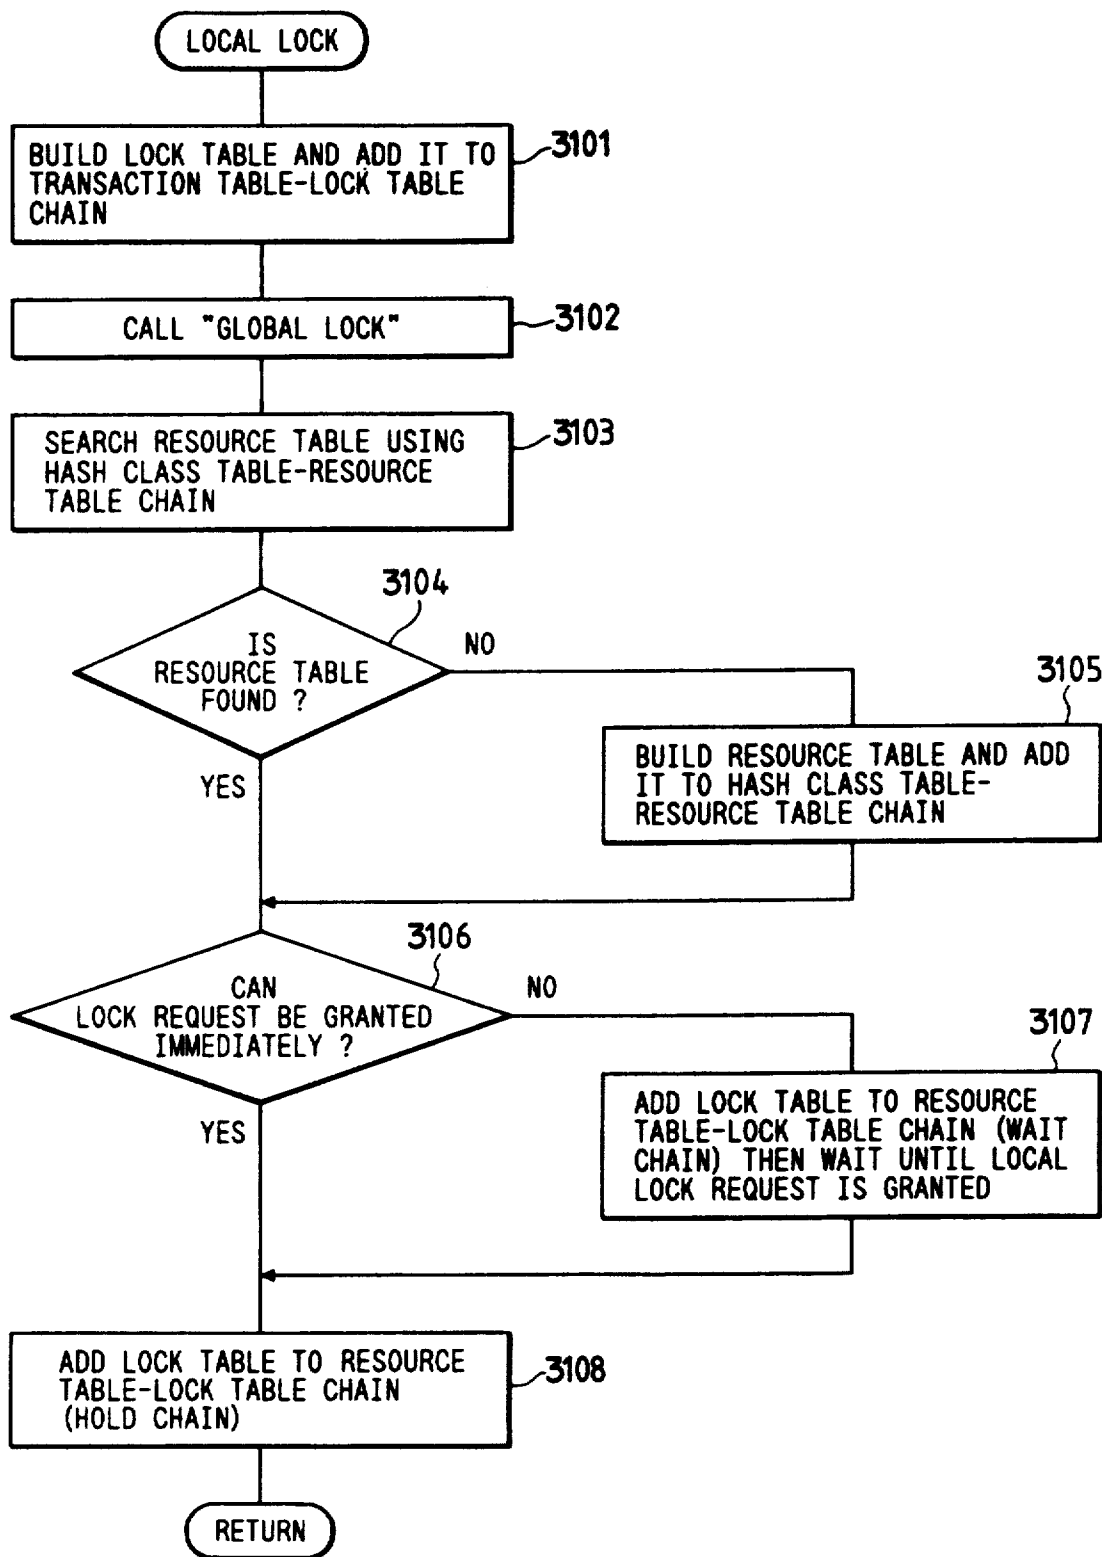 LOCAL LOCK
BUILD LOCK TABLE AND ADD IT TO
TRANSACTION TABLE-LOCK TABLE
CHAIN
3101
CALL "GLOBAL LOCK"
3102
SEARCH RESOURCE TABLE USING
HASH CLASS TABLE-RESOURCE
TABLE CHAIN
3103
3104
IS
RESOURCE TABLE
FOUND ?
NO
YES
3105
BUILD RESOURCE TABLE AND ADD
IT TO HASH CLASS TABLE-
RESOURCE TABLE CHAIN
3106
CAN
LOCK REQUEST BE GRANTED
IMMEDIATELY ?
NO
YES
3107
ADD LOCK TABLE TO RESOURCE
TABLE-LOCK TABLE CHAIN (WAIT
CHAIN) THEN WAIT UNTIL LOCAL
LOCK REQUEST IS GRANTED
ADD LOCK TABLE TO RESOURCE
TABLE-LOCK TABLE CHAIN
(HOLD CHAIN)
3108
RETURN